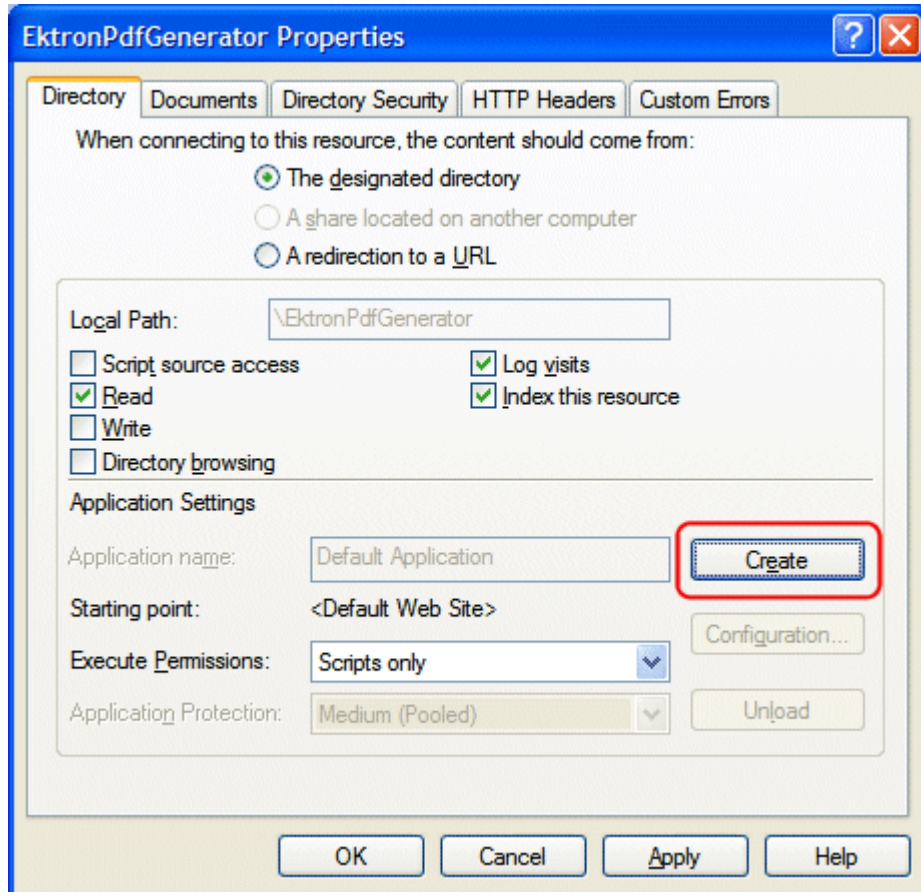 EktronPdfGenerator Properties
Directory Documents Directory Security HTTP Headers Custom Errors
When connecting to this resource, the content should come from:
The designated directory
A share located on another computer
A redirection to a URL
Local Path: \EktronPdfGenerator
Script source access Log visits
Read Index this resource
Write
Directory browsing
Application Settings
Application name: Default Application Create
Starting point: <Default Web Site>
Configuration...
Execute Permissions: Scripts only
Application Protection: Medium (Pooled) Unload
OK Cancel Apply Help